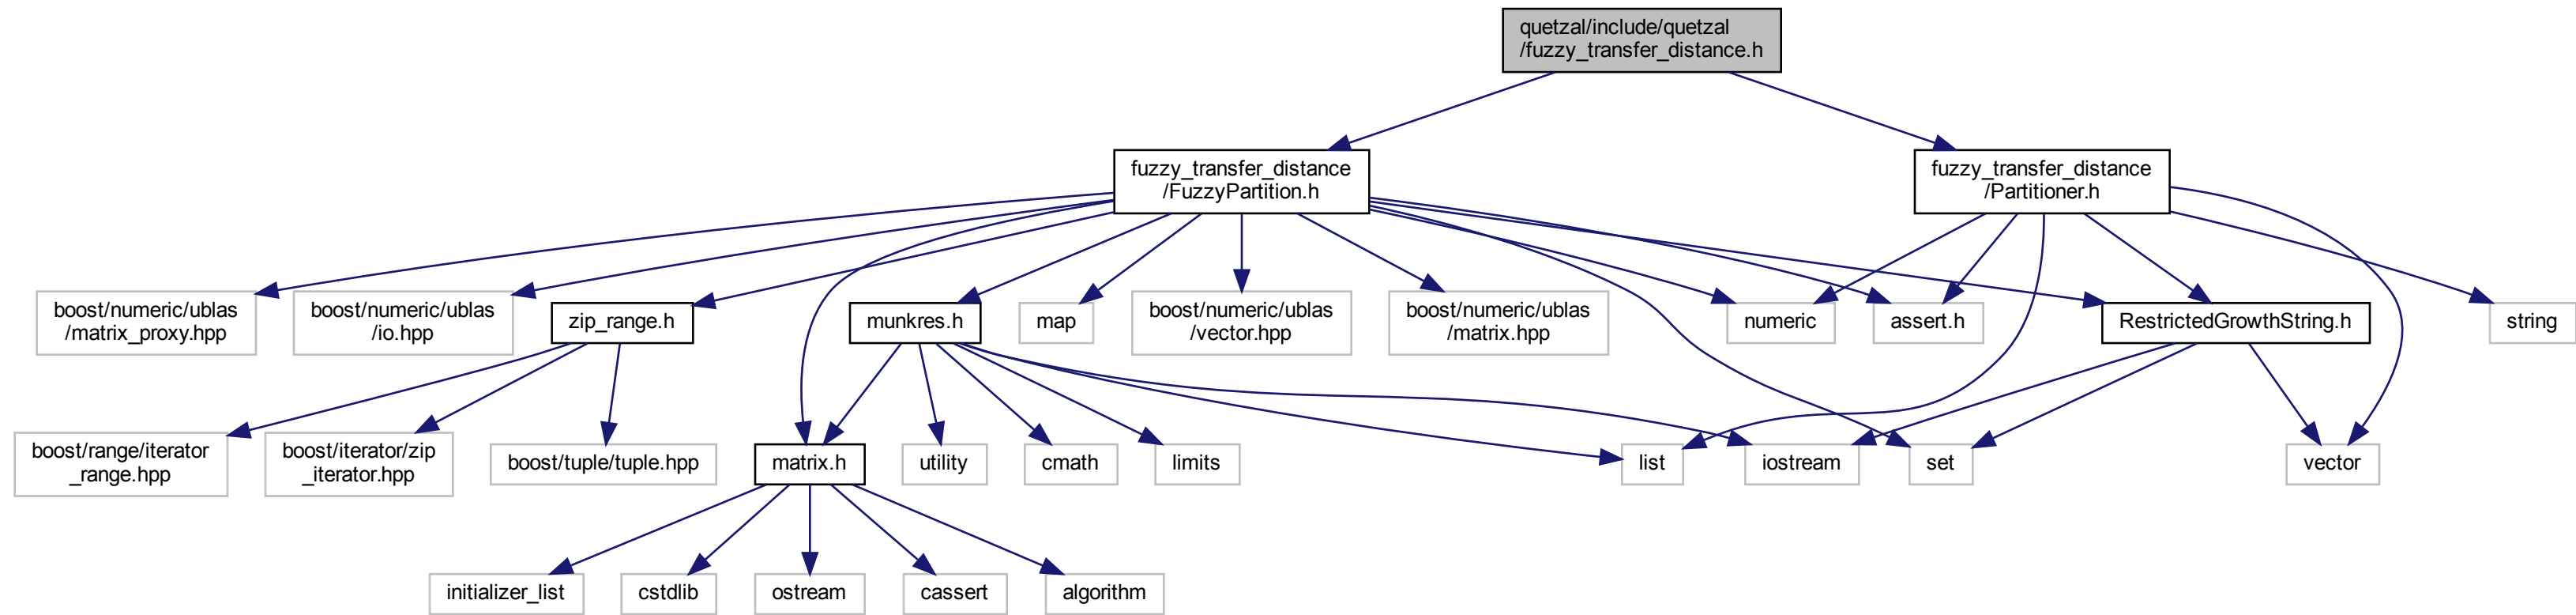 quetzal/include/quetzal
/fuzzy_transfer_distance.h
fuzzy_transfer_distance
/FuzzyPartition.h
fuzzy_transfer_distance
/Partitioner.h
boost/numeric/ublas
/matrix_proxy.hpp
boost/numeric/ublas
/io.hpp
zip_range.h
munkres.h
map
boost/numeric/ublas
/vector.hpp
boost/numeric/ublas
/matrix.hpp
numeric
assert.h
RestrictedGrowthString.h
string
boost/range/iterator
_range.hpp
boost/iterator/zip
_iterator.hpp
boost/tuple/tuple.hpp
matrix.h
utility
cmath
limits
list
iostream
set
vector
initializer_list
cstdlib
ostream
cassert
algorithm